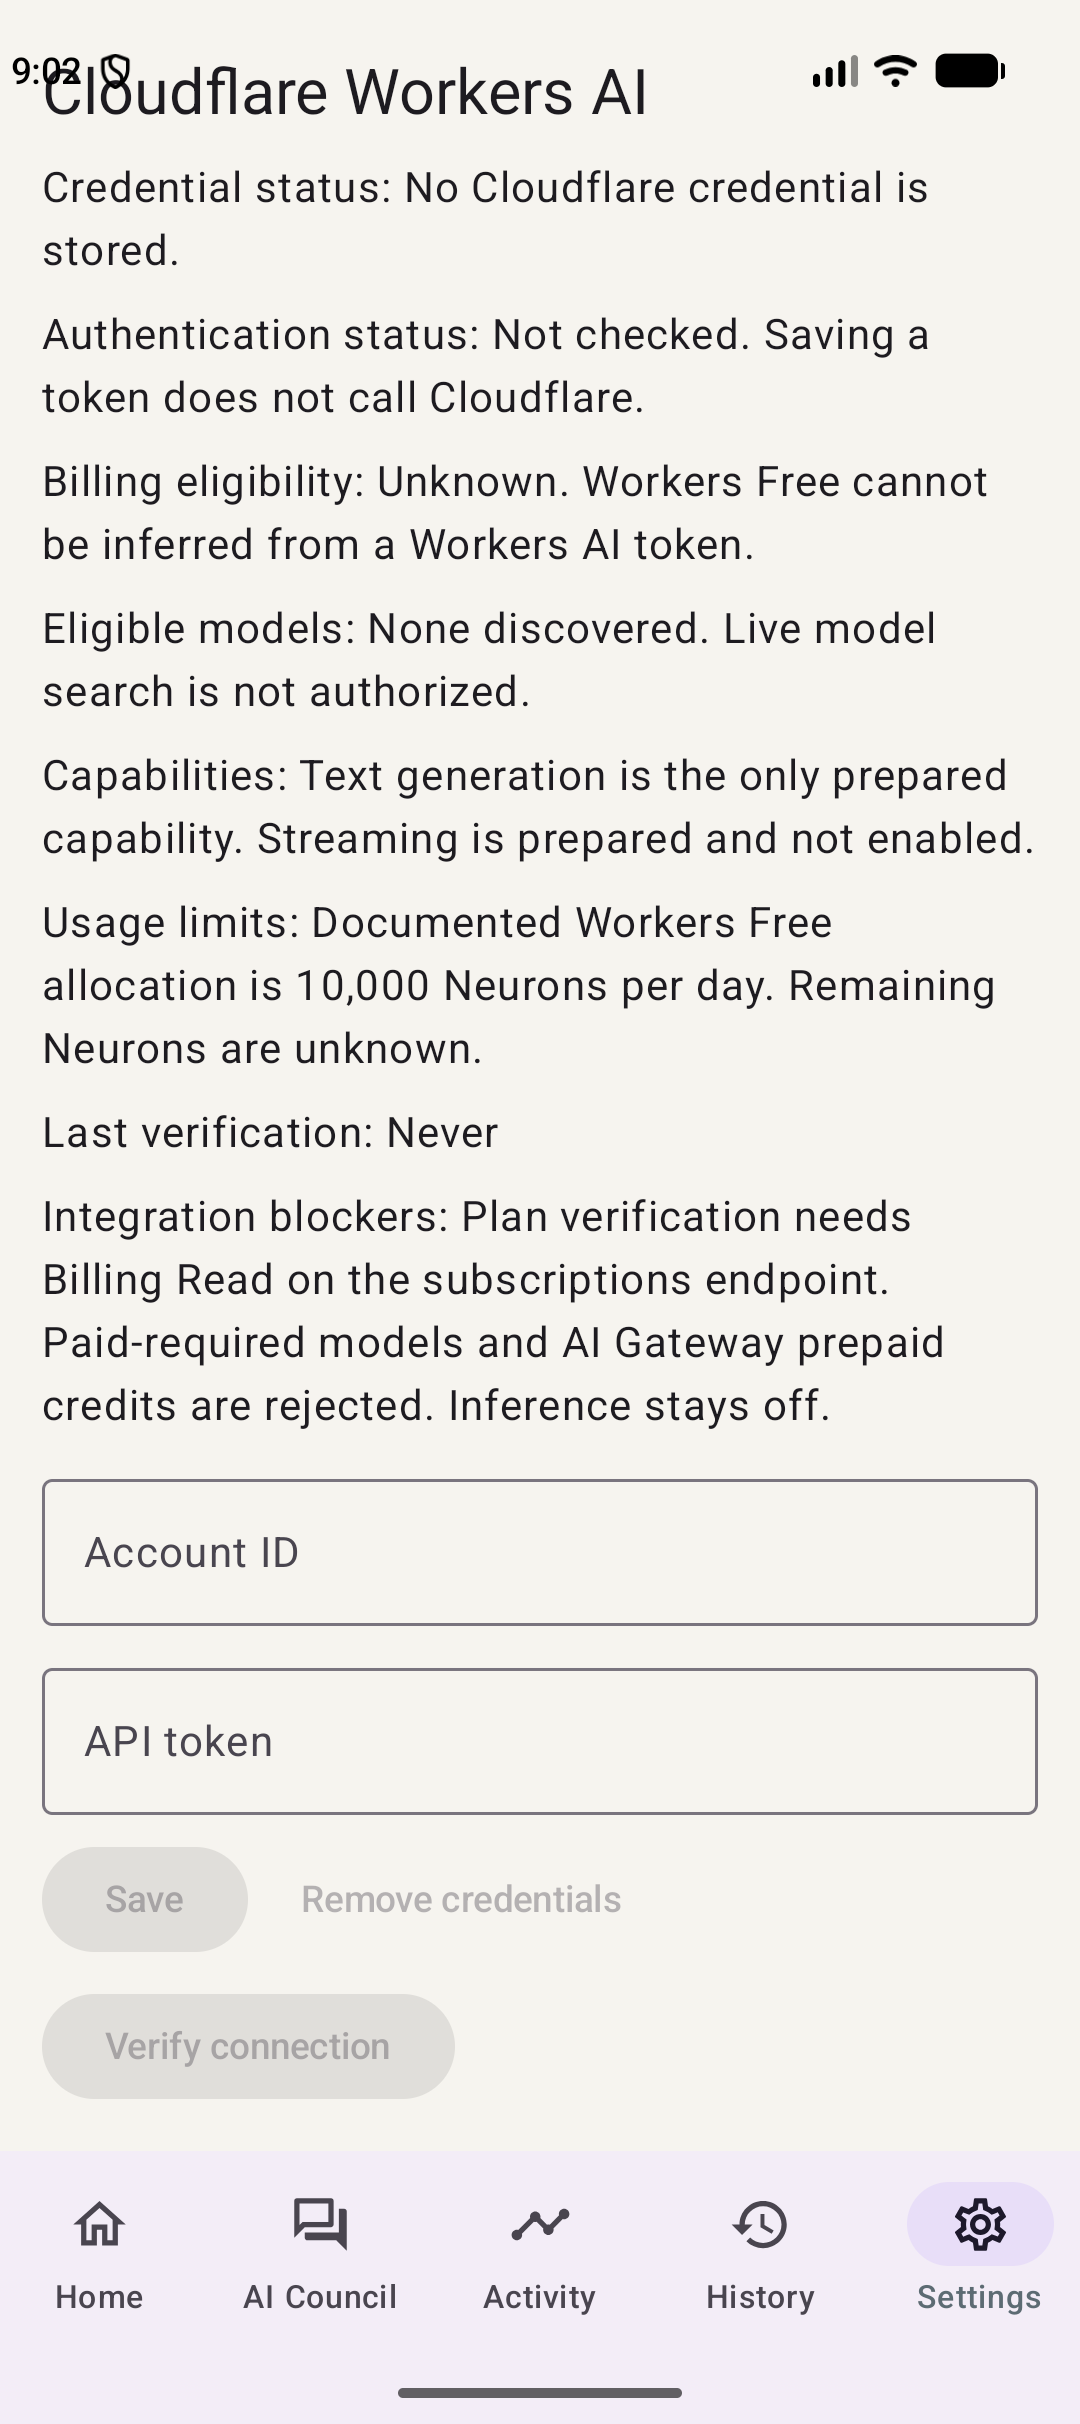 9:02
Cloudflare Workers AI
Credential status: No Cloudflare credential is
stored.
Authentication status: Not checked. Saving a
token does not call Cloudflare.
Billing eligibility: Unknown. Workers Free cannot
be inferred from a Workers AI token.
Eligible models: None discovered. Live model
search is not authorized.
Capabilities: Text generation is the only prepared
capability. Streaming is prepared and not enabled.
Usage limits: Documented Workers Free
allocation is 10,000 Neurons per day. Remaining
Neurons are unknown.
Last verification: Never
Integration blockers: Plan verification needs
Billing Read on the subscriptions endpoint.
Paid-required models and AI Gateway prepaid
credits are rejected. Inference stays off.
Account ID
API token
Save Remove credentials
Verify connection
Home AI Council Activity History Settings